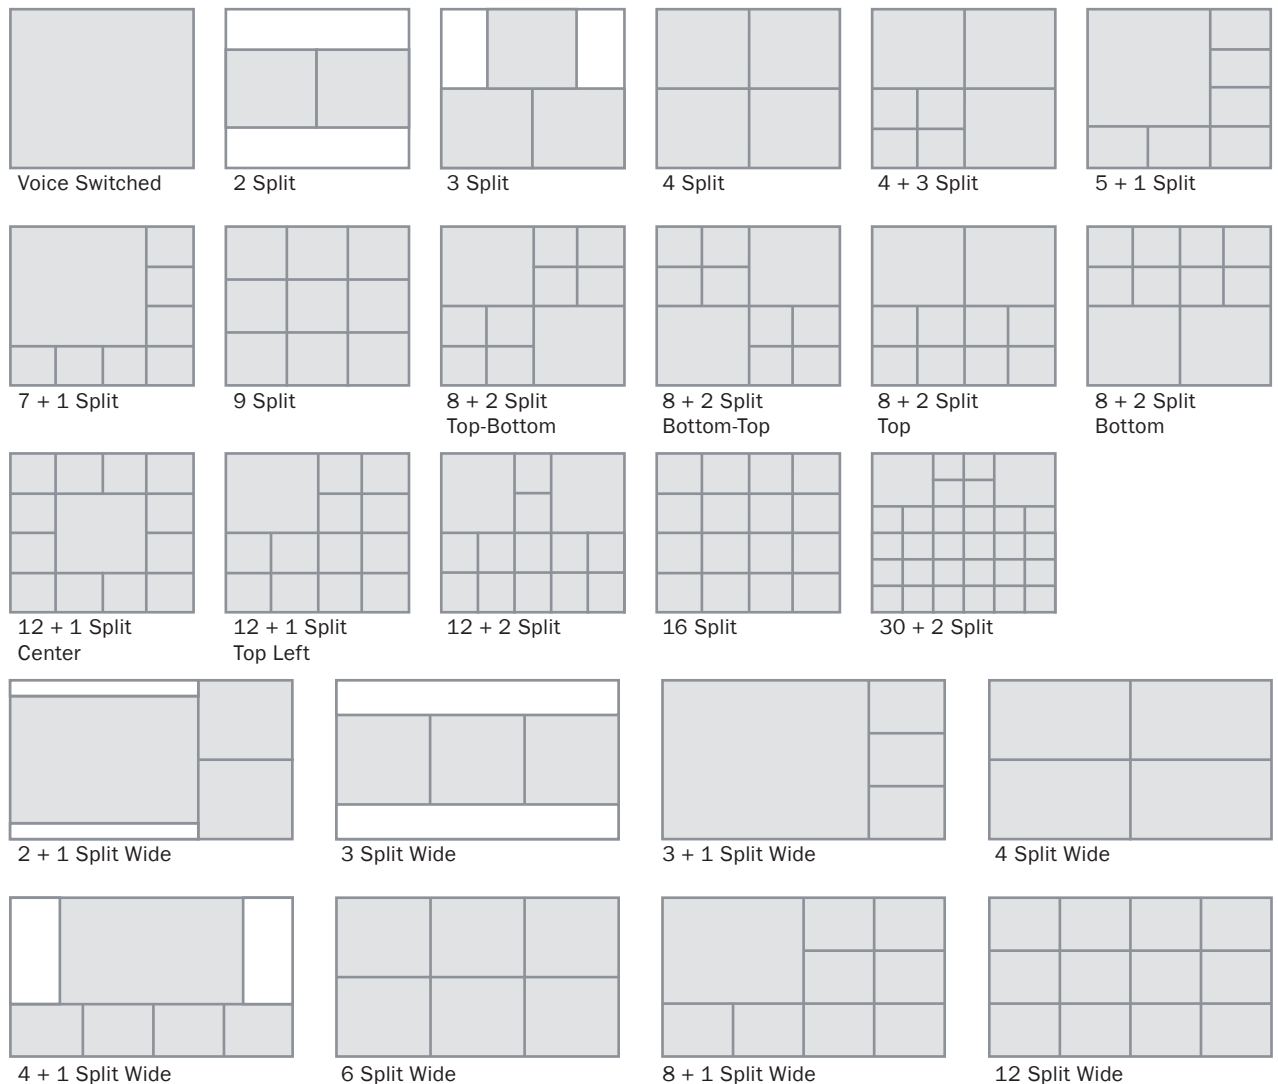 Voice Switched
2 Split
3 Split
4 Split
4 + 3 Split
5 + 1 Split
7 + 1 Split
9 Split
8 + 2 Split
Top-Bottom
8 + 2 Split
Bottom-Top
8 + 2 Split
Top
8 + 2 Split
Bottom
12 + 1 Split
Center
12 + 1 Split
Top Left
12 + 2 Split
16 Split
30 + 2 Split
2 + 1 Split Wide
3 Split Wide
3 + 1 Split Wide
4 Split Wide
4 + 1 Split Wide
6 Split Wide
8 + 1 Split Wide
12 Split Wide